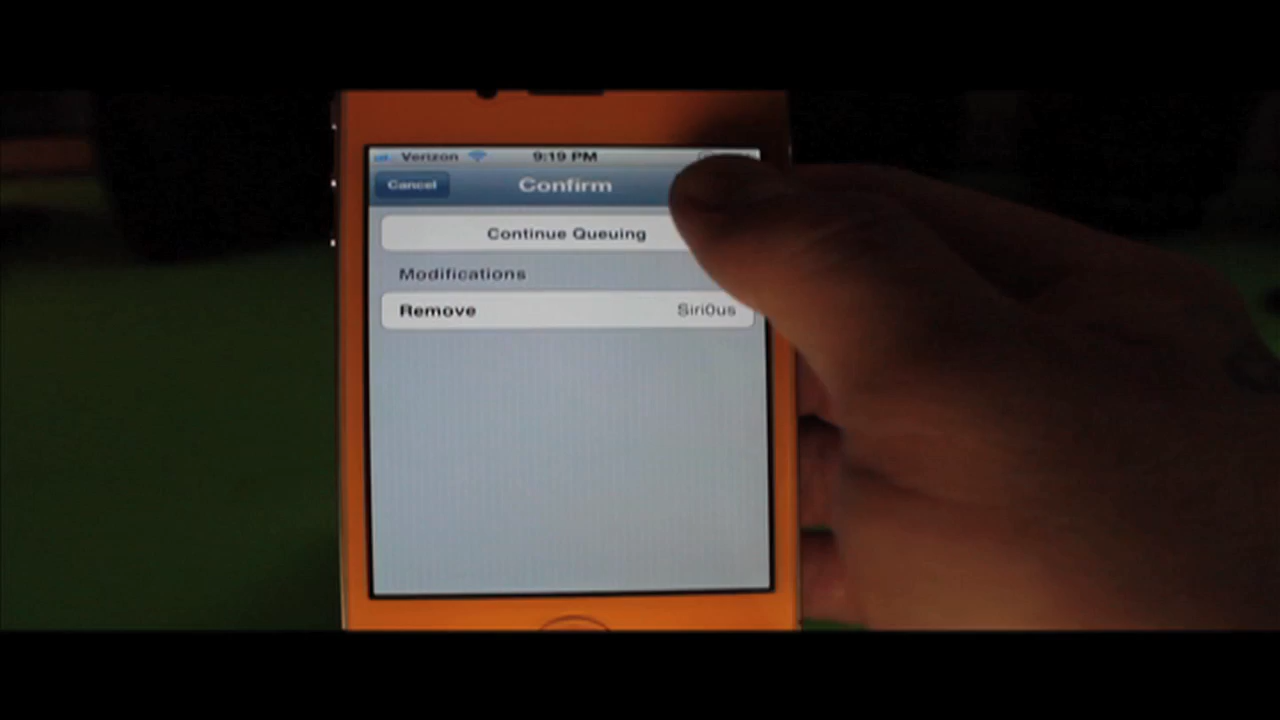 Verizon 9:19 PM
Cancel Confirm
Continue Queuing
Modifications
Remove Siri0us